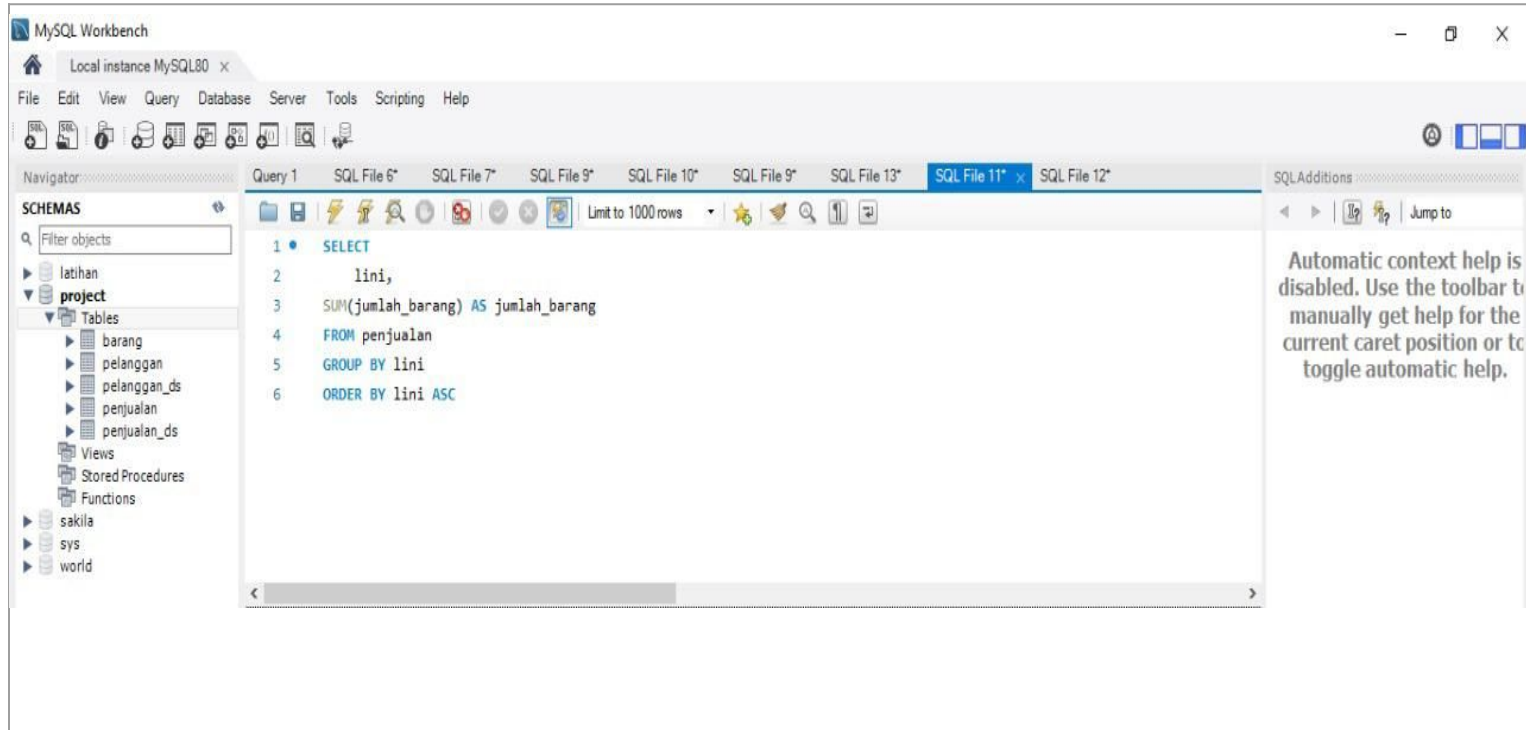 MySQL Workbench
Local instance MySQL80 ×
File Edit View Query Database Server Tools Scripting Help
Navigator
SCHEMAS
Filter objects
latihan
project
Tables
barang
pelanggan
pelanggan_ds
penjualan
penjualan_ds
Views
Stored Procedures
Functions
sakila
sys
world
Query 1 SQL File 6* SQL File 7* SQL File 9* SQL File 10* SQL File 9* SQL File 13* SQL File 11* × SQL File 12*
Limit to 1000 rows
1 SELECT
2 lini,
3 SUM(jumlah_barang) AS jumlah_barang
4 FROM penjualan
5 GROUP BY lini
6 ORDER BY lini ASC
SQLAdditions
Jump to
Automatic context help is
disabled. Use the toolbar t
manually get help for the
current caret position or to
toggle automatic help.